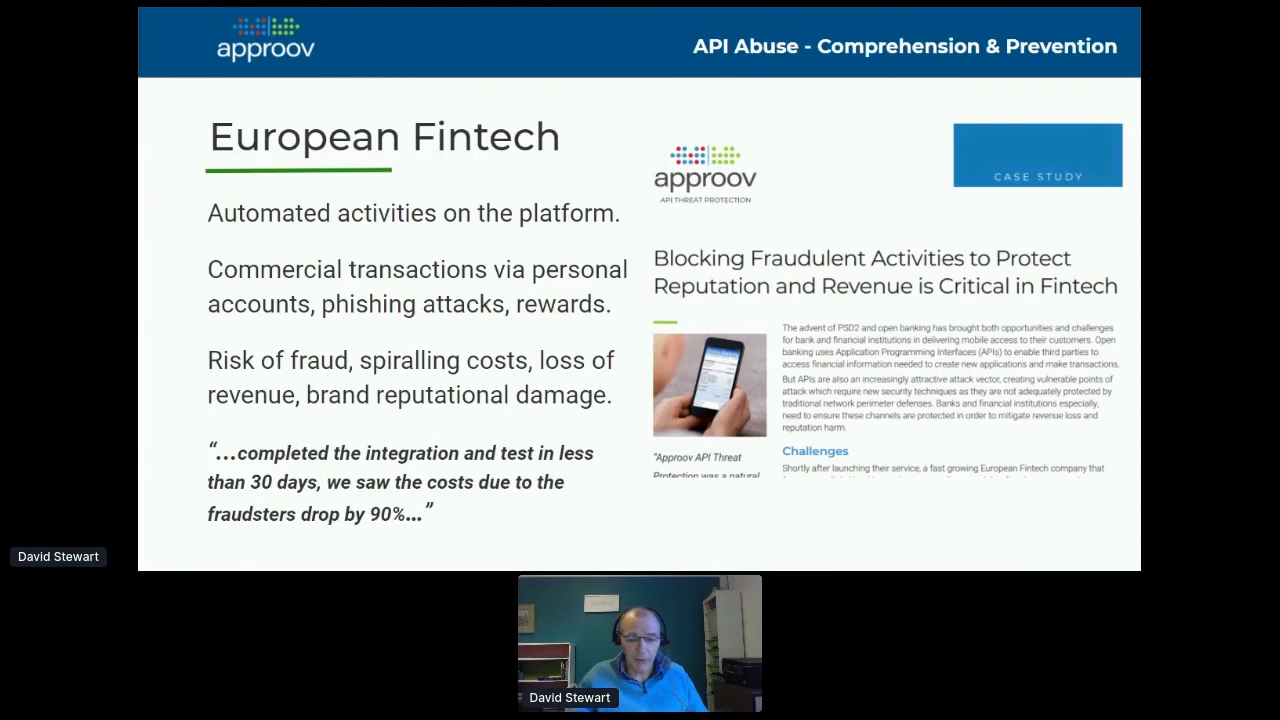 approov
API Abuse - Comprehension & Prevention
European Fintech
Automated activities on the platform.
Commercial transactions via personal
accounts, phishing attacks, rewards.
Risk of fraud, spiralling costs, loss of
revenue, brand reputational damage.
“...completed the integration and test in less
than 30 days, we saw the costs due to the
fraudsters drop by 90%...”
approov
API THREAT PROTECTION
CASE STUDY
Blocking Fraudulent Activities to Protect
Reputation and Revenue is Critical in Fintech
The advent of PSD2 and open banking has brought both opportunities and challenges
for bank and financial institutions in delivering mobile access to their customers. Open
banking uses Application Programming Interfaces (APIs) to enable third parties to
access financial information needed to create new applications and make transactions.
But APIs are also an increasingly attractive attack vector, creating vulnerable points of
attack which require new security techniques as they are not adequately protected by
traditional network perimeter defenses. Banks and financial institutions especially,
need to ensure these channels are protected in order to mitigate revenue loss and
reputation harm.
Challenges
Shortly after launching their service, a fast growing European Fintech company that
"Approov API Threat
Protection was a natural
David Stewart
David Stewart